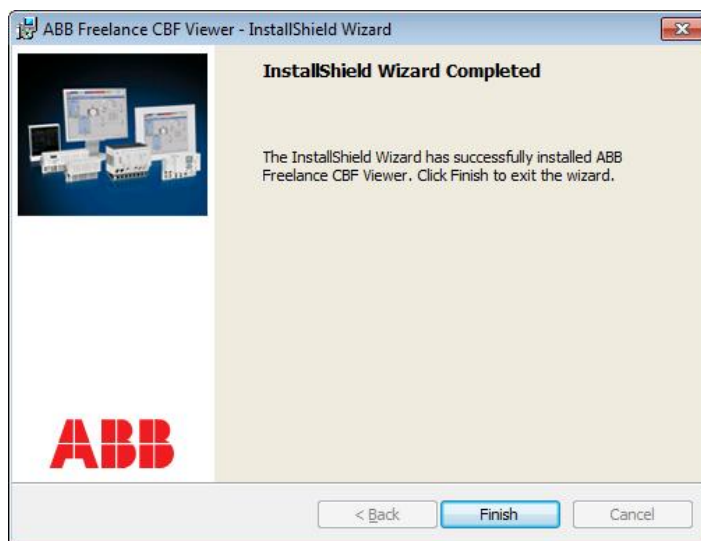 ABB Freelance CBF Viewer - InstallShield Wizard
InstallShield Wizard Completed
The InstallShield Wizard has successfully installed ABB
Freelance CBF Viewer. Click Finish to exit the wizard.
ABB
< Back
Finish
Cancel